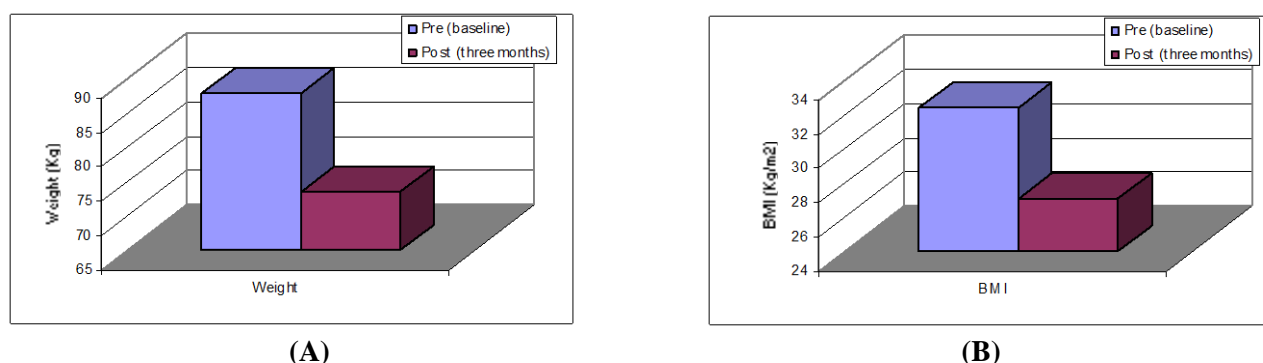 Pre (baseline)
Post (three months)
Weight (Kg)
90
85
80
75
70
65
Weight
(A)
Pre (baseline)
Post (three months)
BMI (Kg/m2)
34
32
30
28
26
24
BMI
(B)